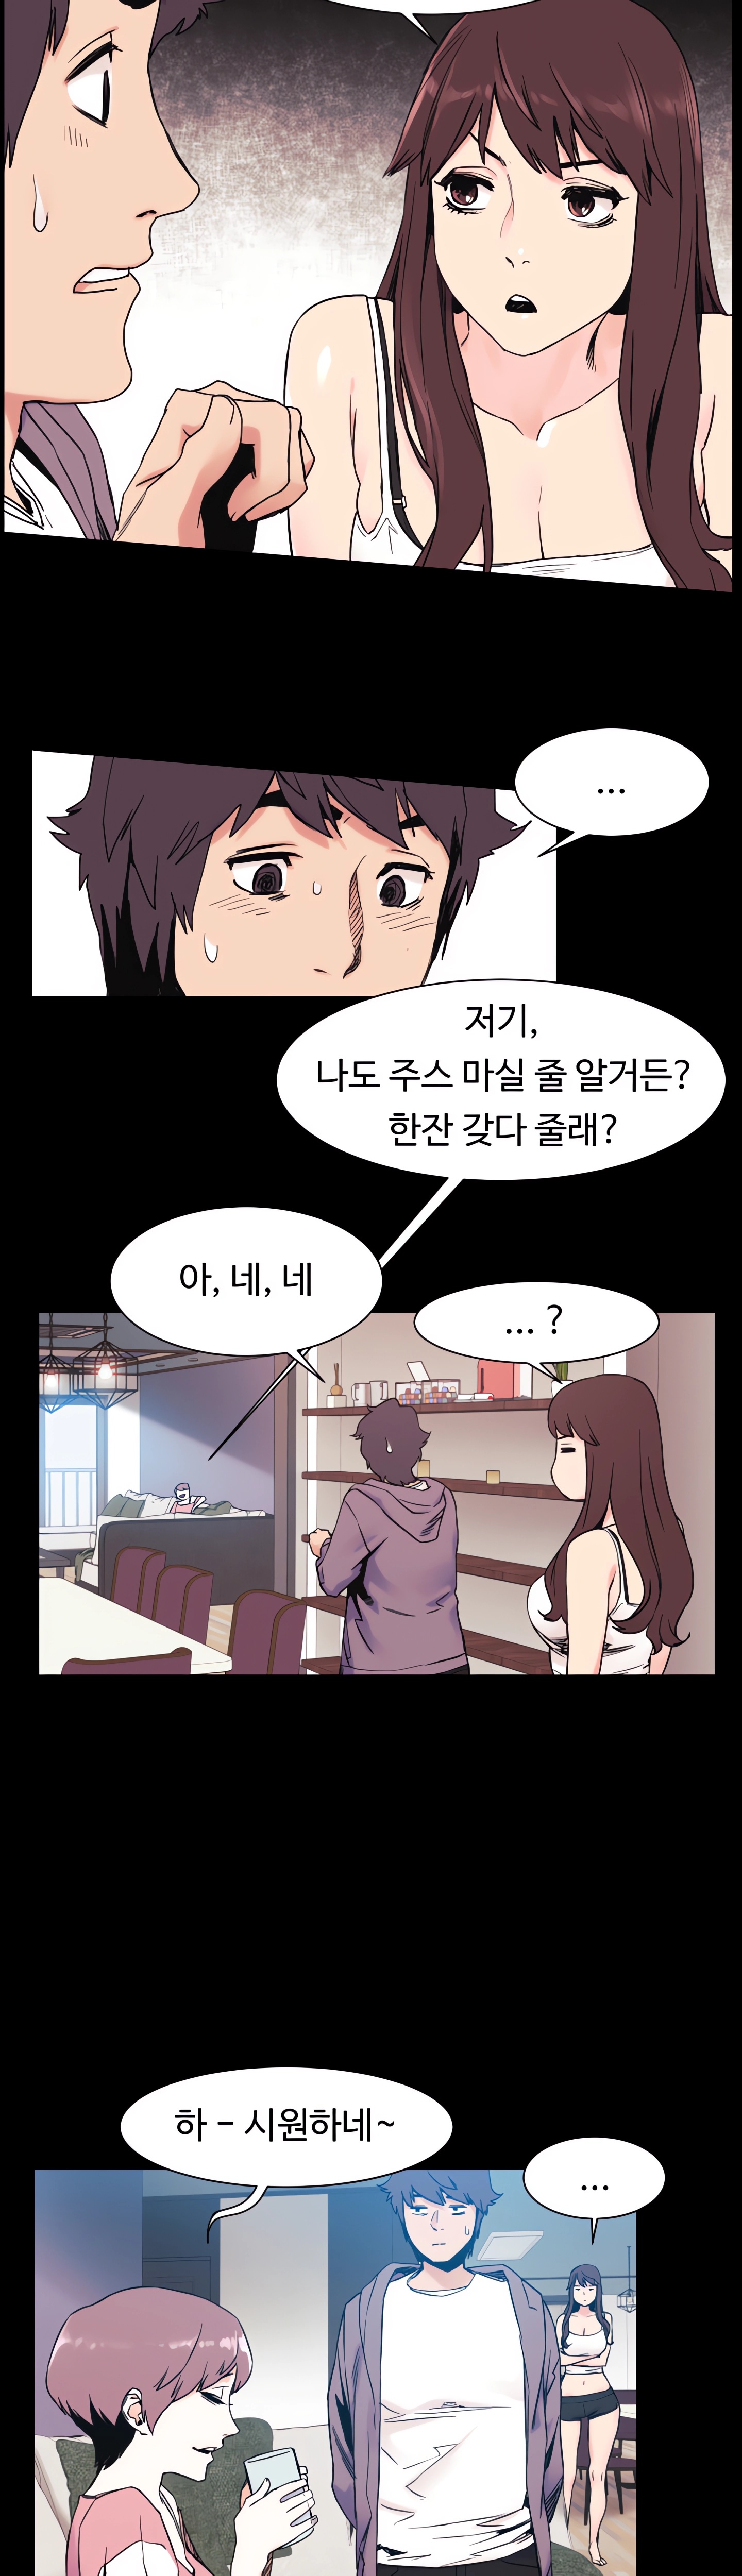 ...
저기,
나도 주스 마실 줄 알거든?
한잔 갖다 줄래?
아, 네, 네
... ?
하 - 시원하네~
...